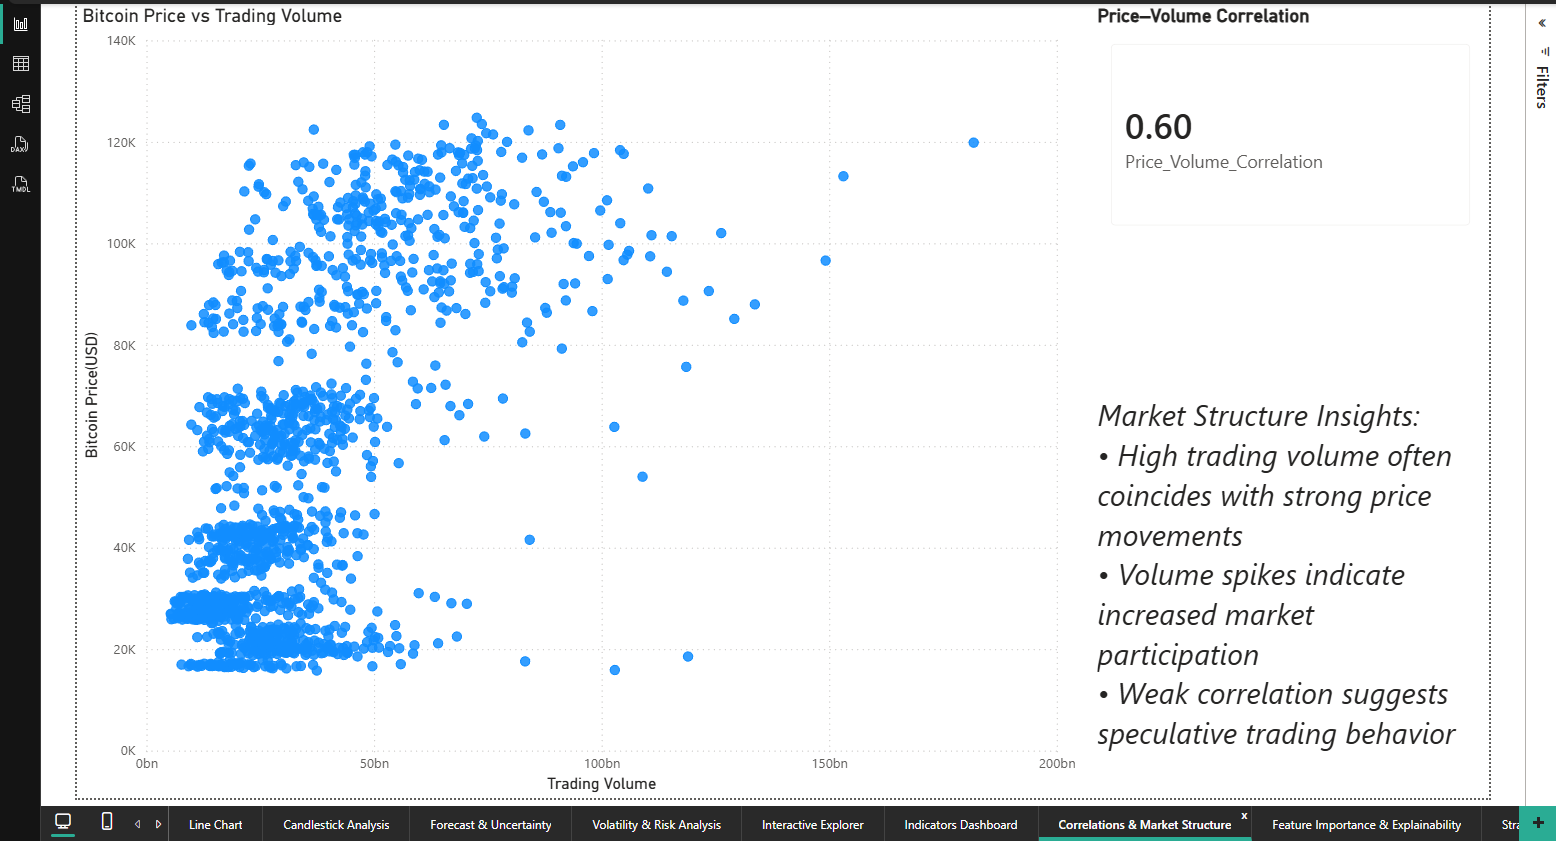 Bitcoin Price vs Trading Volume
Price–Volume Correlation
140K
120K
100K
80K
60K
40K
20K
0K
Bitcoin Price(USD)
0bn
50bn
100bn
150bn
200bn
Trading Volume
0.60
Price_Volume_Correlation
Market Structure Insights:
• High trading volume often
coincides with strong price
movements
• Volume spikes indicate
increased market
participation
• Weak correlation suggests
speculative trading behavior
Filters
DAX
TMDL
Line Chart
Candlestick Analysis
Forecast & Uncertainty
Volatility & Risk Analysis
Interactive Explorer
Indicators Dashboard
Correlations & Market Structure
x
Feature Importance & Explainability
Stra
+